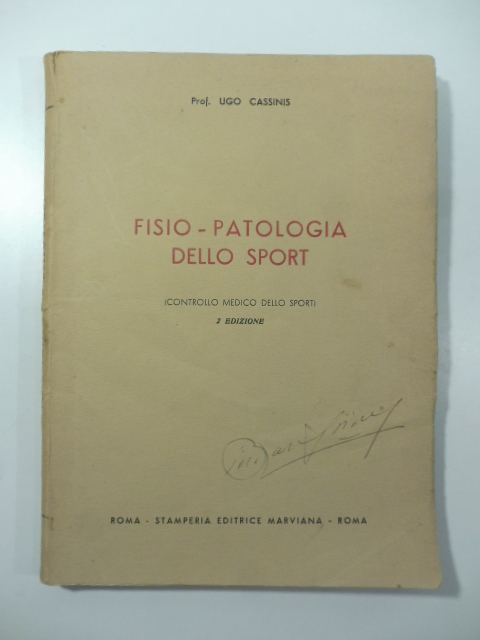 Prof. UGO CASSINIS
FISIO - PATOLOGIA
DELLO SPORT
(CONTROLLO MEDICO DELLO SPORT)
2 EDIZIONE
ROMA - STAMPERIA EDITRICE MARVIANA - ROMA